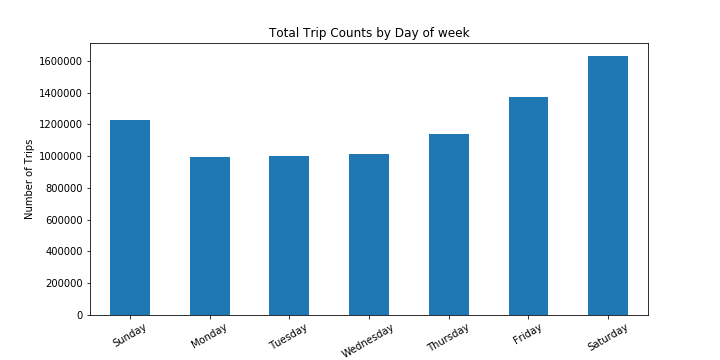 Total Trip Counts by Day of week
Number of Trips
1600000
1400000
1200000
1000000
800000
600000
400000
200000
0
Sunday
Monday
Tuesday
Wednesday
Thursday
Friday
Saturday